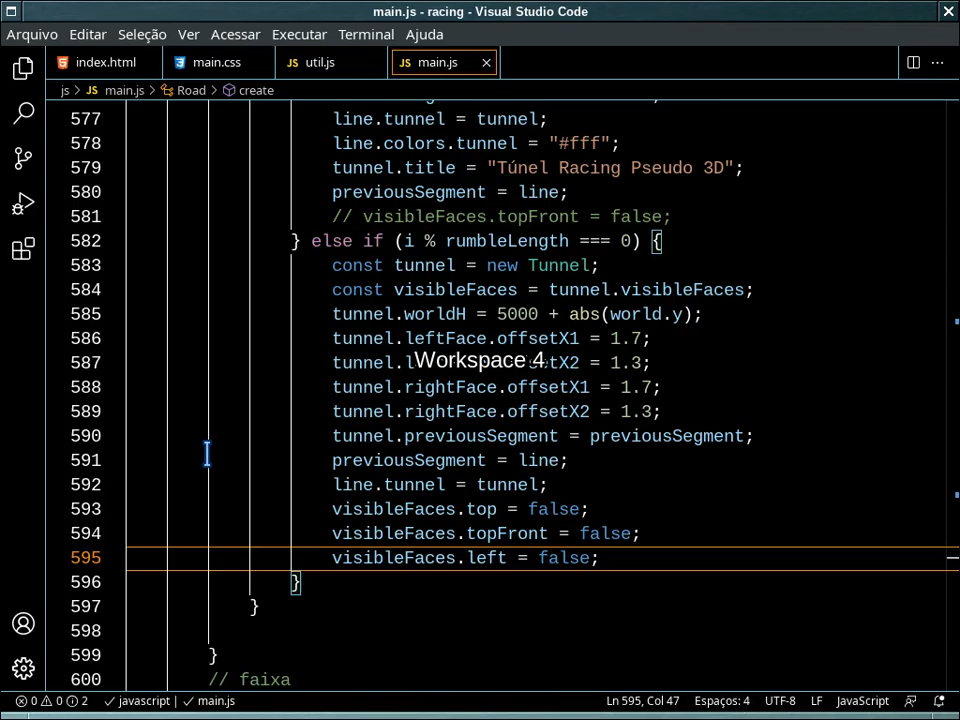 main.js - racing - Visual Studio Code
Arquivo Editar Seleção Ver Acessar Executar Terminal Ajuda
index.html main.css JS util.js JS main.js
js > JS main.js > Road > create
577 line.tunnel = tunnel;
578 line.colors.tunnel = "#fff";
579 tunnel.title = "Túnel Racing Pseudo 3D";
580 previousSegment = line;
581 // visibleFaces.topFront = false;
582 } else if (i % rumbleLength === 0) {
583 const tunnel = new Tunnel;
584 const visibleFaces = tunnel.visibleFaces;
585 tunnel.worldH = 5000 + abs(world.y);
586 tunnel.leftFace.offsetX1 = 1.7;
587 tunnel.l tX2 = 1.3;
Workspace 4
588 tunnel.rightFace.offsetX1 = 1.7;
589 tunnel.rightFace.offsetX2 = 1.3;
590 tunnel.previousSegment = previousSegment;
591 previousSegment = line;
592 line.tunnel = tunnel;
593 visibleFaces.top = false;
594 visibleFaces.topFront = false;
595 visibleFaces.left = false;
596 }
597 }
598
599 }
600 // faixa
0 0 2 javascript | main.js Ln 595, Col 47 Espaços: 4 UTF-8 LF JavaScript